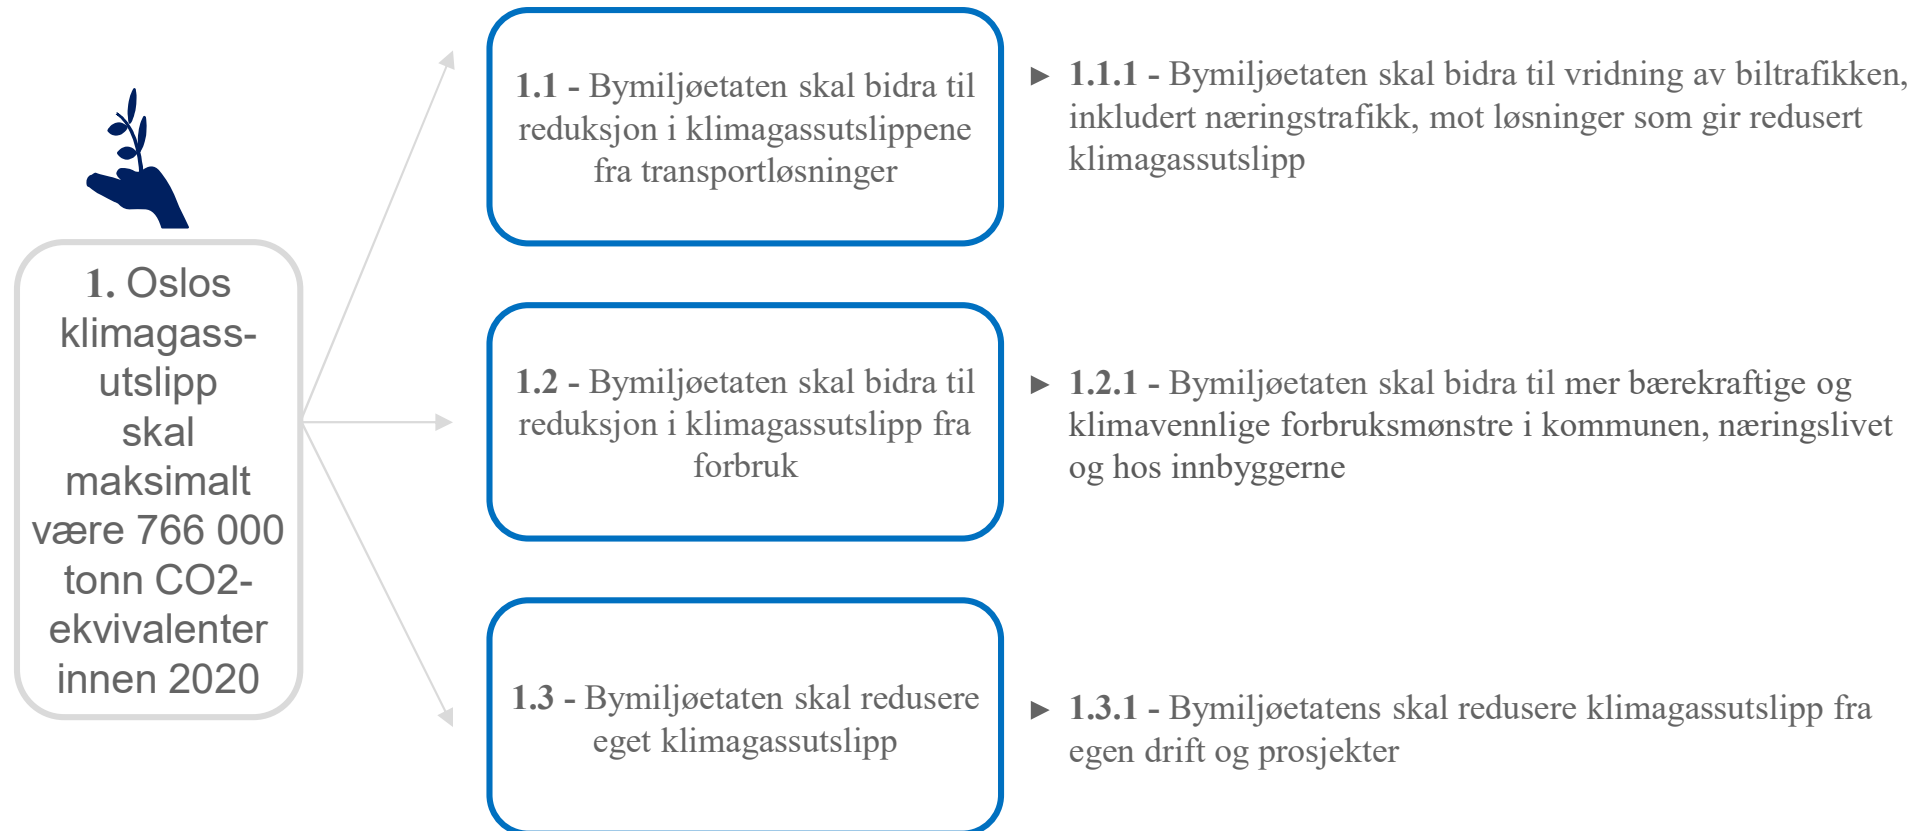 1. Oslos
klimagass-
utslipp
skal
maksimalt
være 766 000
tonn CO2-
ekvivalenter
innen 2020
1.1 - Bymiljøetaten skal bidra til
reduksjon i klimagassutslippene
fra transportløsninger
► 1.1.1 - Bymiljøetaten skal bidra til vridning av biltrafikken,
inkludert næringstrafikk, mot løsninger som gir redusert
klimagassutslipp
1.2 - Bymiljøetaten skal bidra til
reduksjon i klimagassutslipp fra
forbruk
► 1.2.1 - Bymiljøetaten skal bidra til mer bærekraftige og
klimavennlige forbruksmønstre i kommunen, næringslivet
og hos innbyggerne
1.3 - Bymiljøetaten skal redusere
eget klimagassutslipp
► 1.3.1 - Bymiljøetatens skal redusere klimagassutslipp fra
egen drift og prosjekter